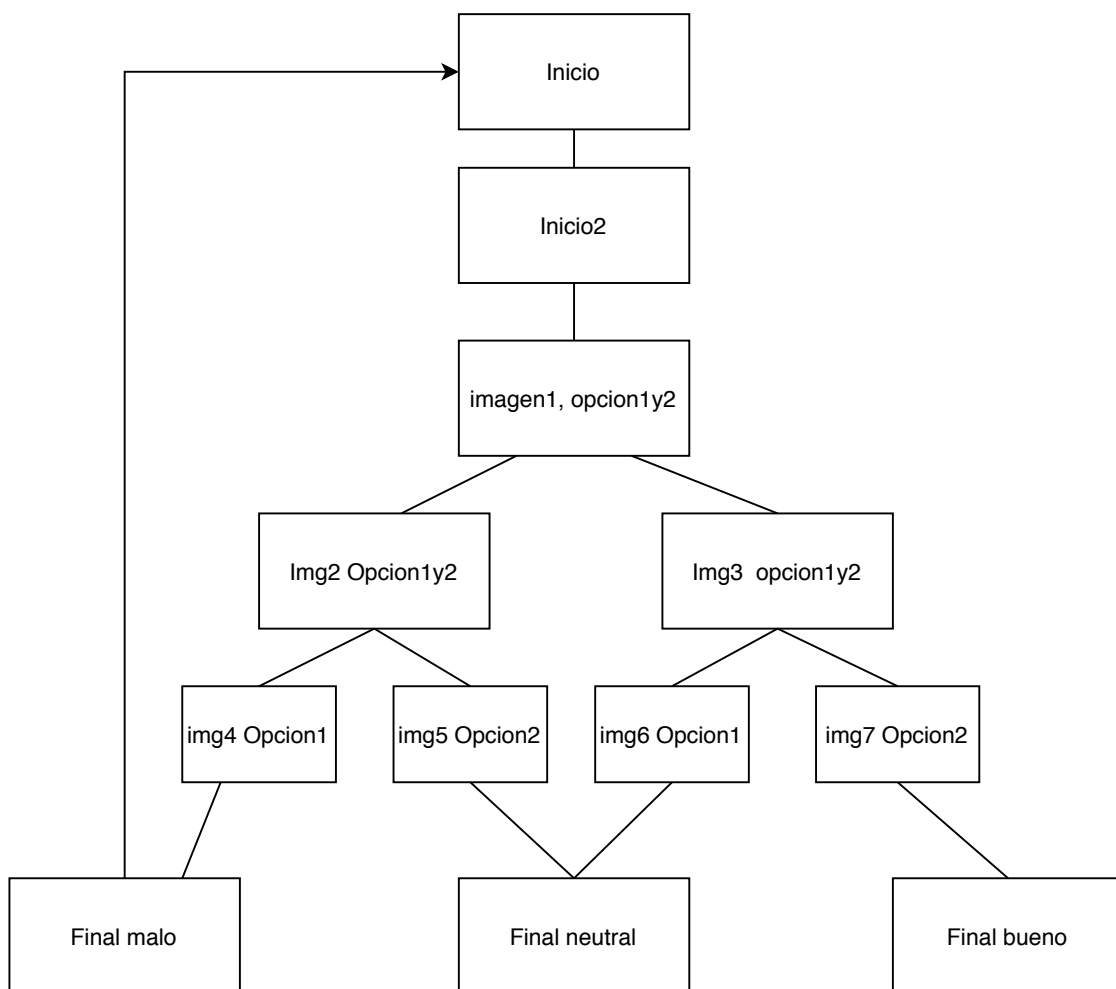 Inicio
Inicio2
imagen1, opcion1y2
Img2 Opcion1y2
Img3  opcion1y2
img4 Opcion1
img5 Opcion2
img6 Opcion1
img7 Opcion2
Final malo
Final neutral
Final bueno